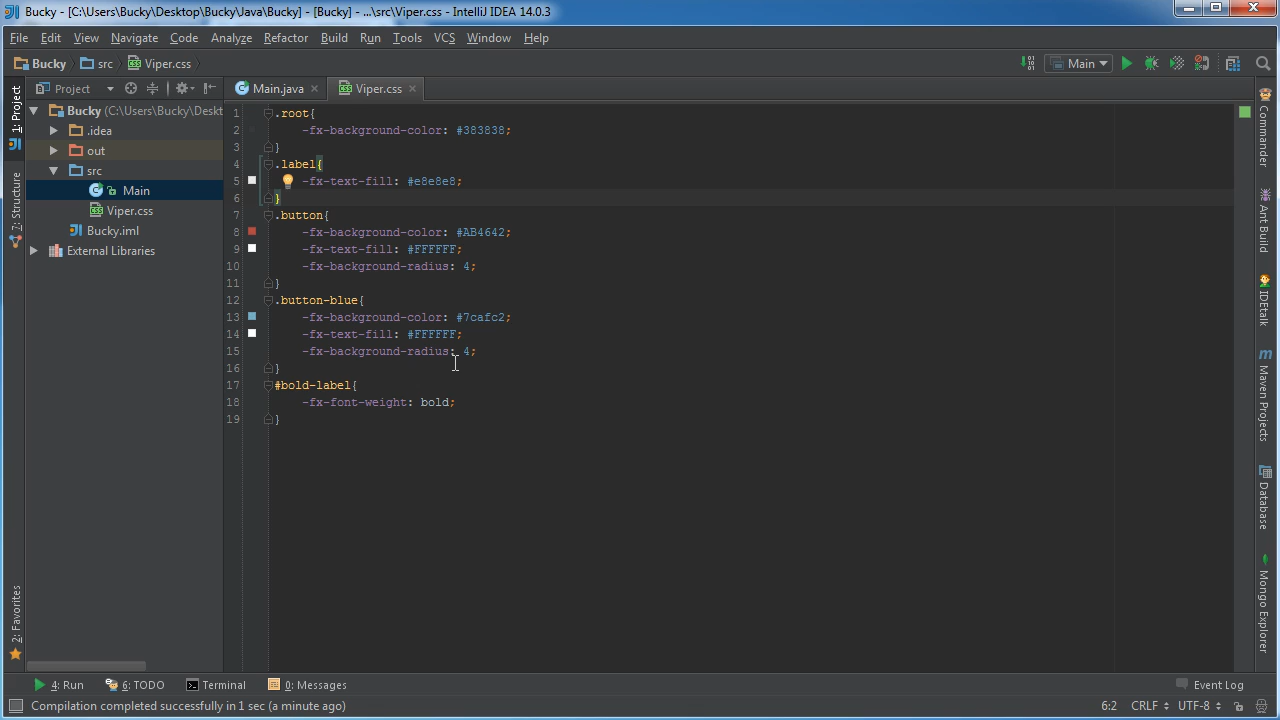 Bucky - [C:\Users\Bucky\Desktop\Bucky\Java\Bucky] - [Bucky] - ...\src\Viper.css - IntelliJ IDEA 14.0.3
File Edit View Navigate Code Analyze Refactor Build Run Tools VCS Window Help
Bucky src Viper.css Main
Project Main.java Viper.css
1: Project
7: Structure
2: Favorites
Bucky (C:\Users\Bucky\Deskt
.idea
out
src
Main
Viper.css
Bucky.iml
External Libraries
1 .root{
2 -fx-background-color: #383838;
3 }
4 .label{
5 -fx-text-fill: #e8e8e8;
6 }
7 .button{
8 -fx-background-color: #AB4642;
9 -fx-text-fill: #FFFFFF;
10 -fx-background-radius: 4;
11 }
12 .button-blue{
13 -fx-background-color: #7cafc2;
14 -fx-text-fill: #FFFFFF;
15 -fx-background-radius: 4;
16 }
17 #bold-label{
18 -fx-font-weight: bold;
19 }
Commander
Ant Build
IDEtalk
Maven Projects
Database
Mongo Explorer
4: Run 6: TODO Terminal 0: Messages Event Log
Compilation completed successfully in 1 sec (a minute ago) 6:2 CRLF UTF-8